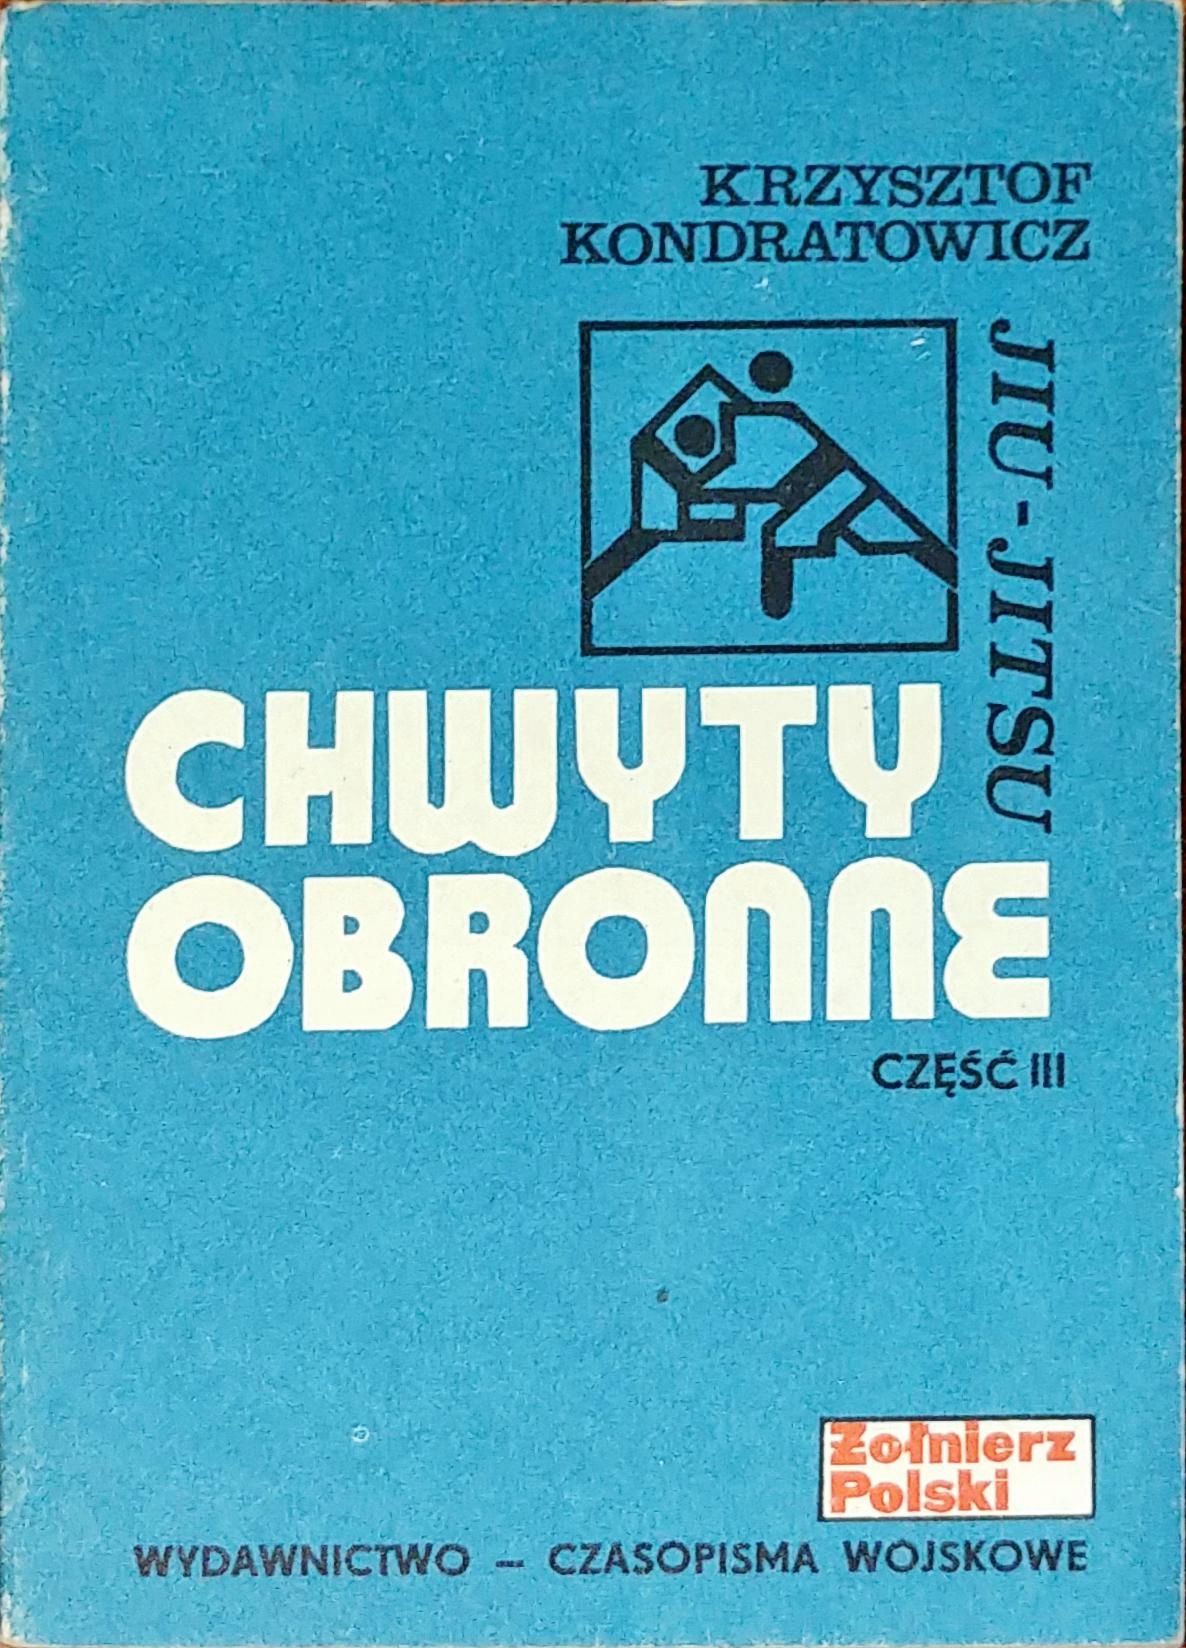 KRZYSZTOF
KONDRATOWICZ
JIU-JITSU
CHWYTY
OBRONNE
CZĘŚĆ III
Żołnierz
Polski
WYDAWNICTWO – CZASOPISMA WOJSKOWE